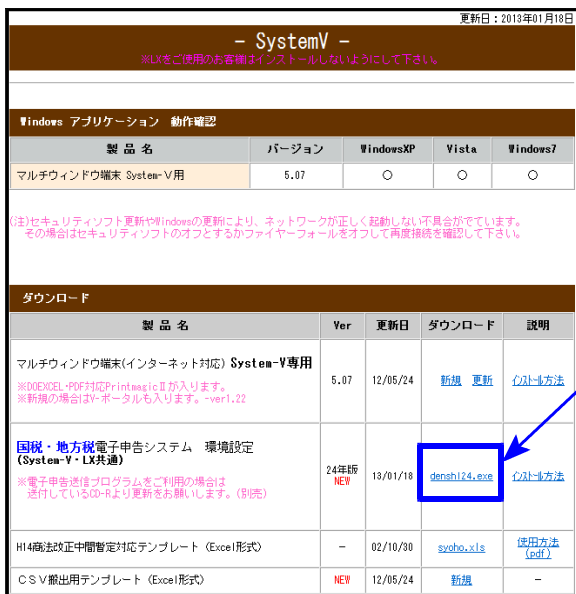 更新日：2013年01月18日
− SystemV −
※LXをご使用のお客様はインストールしないようにして下さい。
Windows アプリケーション 動作確認
製品名 バージョン WindowsXP Vista Windows7
マルチウィンドウ端末 System-V用 5.07 ○ ○ ○
(注)セキュリティソフト更新やWindowsの更新により、ネットワークが正しく起動しない不具合がでています。
その場合はセキュリティソフトのオフとするかファイヤーフォールをオフして再度接続を確認して下さい。
ダウンロード
製品名 Ver 更新日 ダウンロード 説明
マルチウィンドウ端末(インターネット対応) System-V専用
※DOEXCEL・PDF対応PrintmagicⅡが入ります。
※新規の場合はV-ポータルも入ります。-ver1.22
5.07 12/05/24 新規 更新 インストール方法
国税・地方税電子申告システム 環境設定
(System-V・LX共通)
※電子申告送信プログラムをご利用の場合は
送付しているCD-Rより更新をお願いします。(別売)
24年版
NEW
13/01/18 denshi24.exe インストール方法
H14商法改正中間暫定対応テンプレート (Excel形式) − 02/10/30 syoho.xls 使用方法
(pdf)
CSV搬出用テンプレート (Excel形式) NEW 12/05/24 新規 −